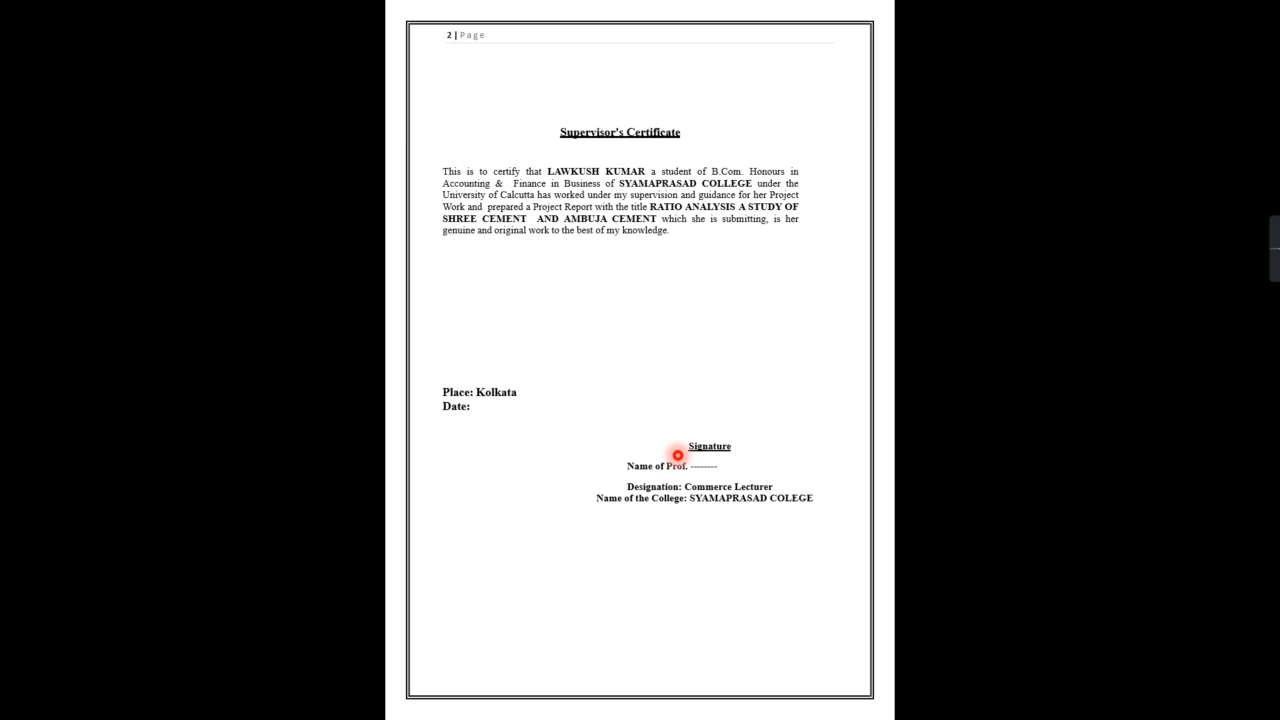 2 | Page
Supervisor's Certificate
This is to certify that LAWKUSH KUMAR a student of B.Com. Honours in
Accounting & Finance in Business of SYAMAPRASAD COLLEGE under the
University of Calcutta has worked under my supervision and guidance for her Project
Work and prepared a Project Report with the title RATIO ANALYSIS A STUDY OF
SHREE CEMENT AND AMBUJA CEMENT which she is submitting, is her
genuine and original work to the best of my knowledge.
Place: Kolkata
Date:
Signature
Name of Prof. --------
Designation: Commerce Lecturer
Name of the College: SYAMAPRASAD COLEGE